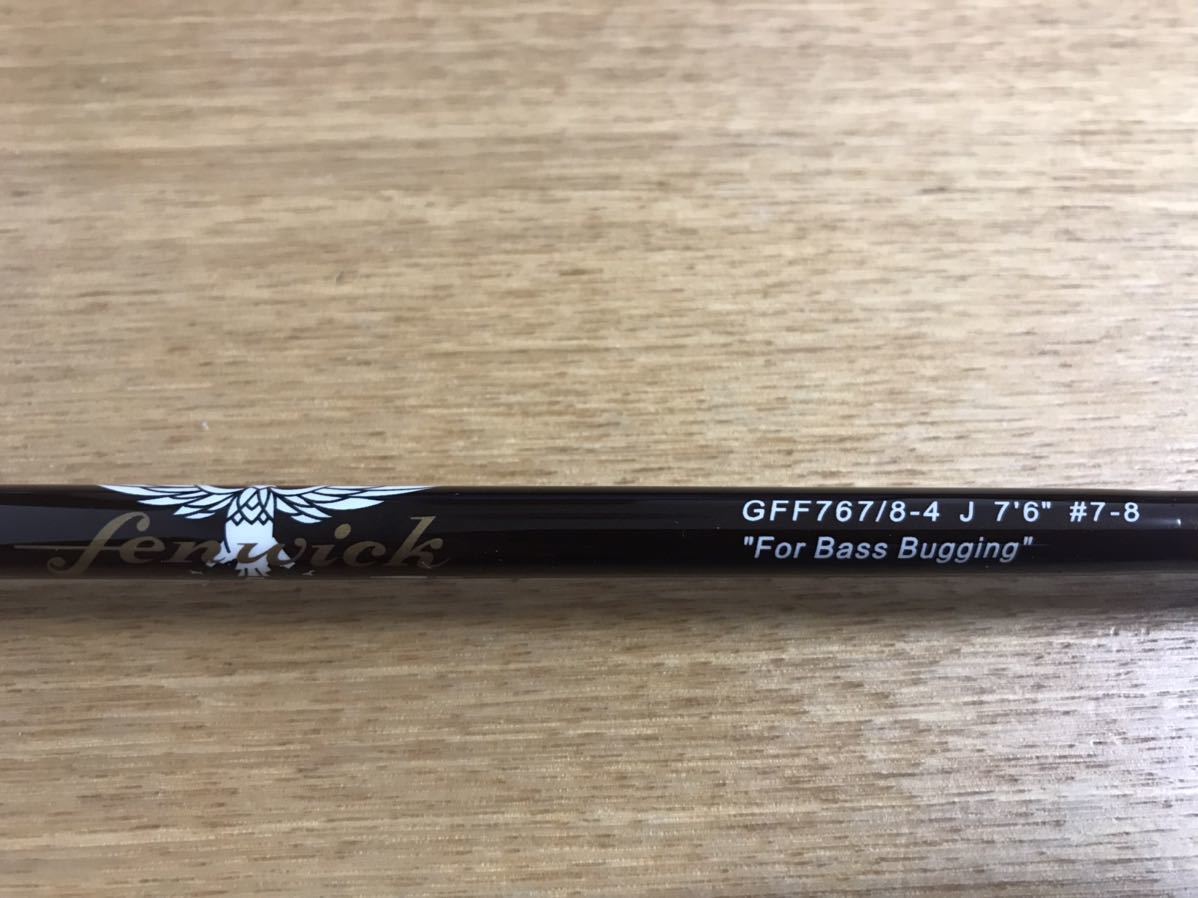 fenwick
GFF767/8-4 J 7'6" #7-8
"For Bass Bugging"